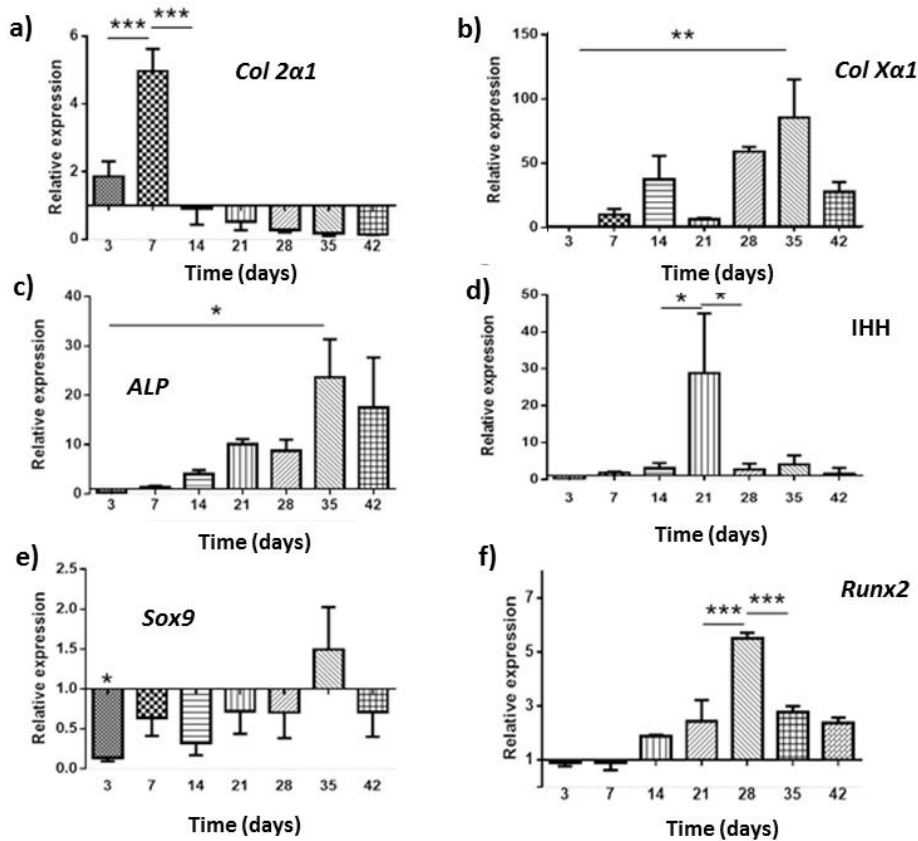 a)
*** ***
Col 2α1
Relative expression
6
4
2
0
3 7 14 21 28 35 42
Time (days)
b)
**
Col Xα1
Relative expression
150
100
50
0
3 7 14 21 28 35 42
Time (days)
c)
*
ALP
Relative expression
40
30
20
10
0
3 7 14 21 28 35 42
Time (days)
d)
* *
IHH
Relative expression
50
40
30
20
10
0
3 7 14 21 28 35 42
Time (days)
e)
Sox9
*
Relative expression
2.5
2.0
1.5
1.0
0.5
0.0
3 7 14 21 28 35 42
Time (days)
f)
*** ***
Runx2
Relative expression
7
5
3
1
3 7 14 21 28 35 42
Time (days)